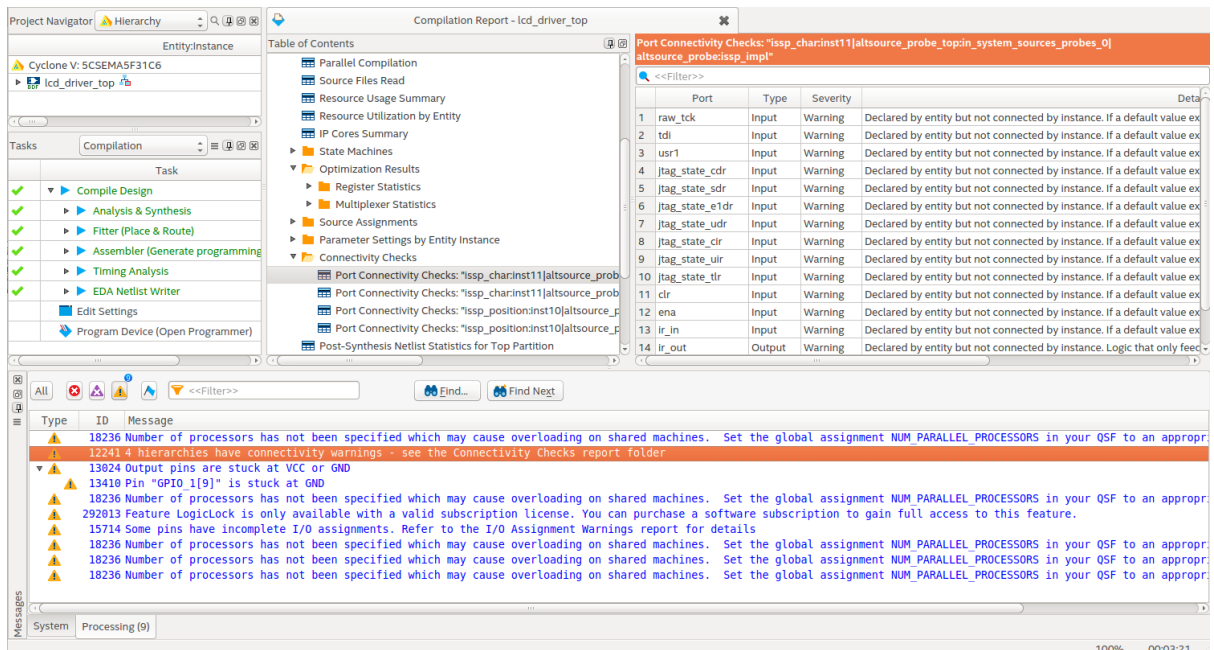 Project Navigator Hierarchy
Entity:Instance
Cyclone V: 5CSEMA5F31C6
lcd_driver_top
Tasks Compilation
Task
Compile Design
Analysis & Synthesis
Fitter (Place & Route)
Assembler (Generate programming
Timing Analysis
EDA Netlist Writer
Edit Settings
Program Device (Open Programmer)
Compilation Report - lcd_driver_top
Table of Contents
Parallel Compilation
Source Files Read
Resource Usage Summary
Resource Utilization by Entity
IP Cores Summary
State Machines
Optimization Results
Register Statistics
Multiplexer Statistics
Source Assignments
Parameter Settings by Entity Instance
Connectivity Checks
Port Connectivity Checks: "issp_char:inst11|altsource_prob
Port Connectivity Checks: "issp_char:inst11|altsource_prob
Port Connectivity Checks: "issp_position:inst10|altsource_p
Port Connectivity Checks: "issp_position:inst10|altsource_p
Post-Synthesis Netlist Statistics for Top Partition
Port Connectivity Checks: "issp_char:inst11|altsource_probe_top:in_system_sources_probes_0|
altsource_probe:issp_impl"
<<Filter>>
Port Type Severity Deta
1 raw_tck Input Warning Declared by entity but not connected by instance. If a default value ex
2 tdi Input Warning Declared by entity but not connected by instance. If a default value ex
3 usr1 Input Warning Declared by entity but not connected by instance. If a default value ex
4 jtag_state_cdr Input Warning Declared by entity but not connected by instance. If a default value ex
5 jtag_state_sdr Input Warning Declared by entity but not connected by instance. If a default value ex
6 jtag_state_e1dr Input Warning Declared by entity but not connected by instance. If a default value ex
7 jtag_state_udr Input Warning Declared by entity but not connected by instance. If a default value ex
8 jtag_state_cir Input Warning Declared by entity but not connected by instance. If a default value ex
9 jtag_state_uir Input Warning Declared by entity but not connected by instance. If a default value ex
10 jtag_state_tlr Input Warning Declared by entity but not connected by instance. If a default value ex
11 clr Input Warning Declared by entity but not connected by instance. If a default value ex
12 ena Input Warning Declared by entity but not connected by instance. If a default value ex
13 ir_in Input Warning Declared by entity but not connected by instance. If a default value ex
14 ir_out Output Warning Declared by entity but not connected by instance. Logic that only feed
All 9 <<Filter>> Find... Find Next
Type ID Message
18236 Number of processors has not been specified which may cause overloading on shared machines. Set the global assignment NUM_PARALLEL_PROCESSORS in your QSF to an appropri
12241 4 hierarchies have connectivity warnings - see the Connectivity Checks report folder
13024 Output pins are stuck at VCC or GND
13410 Pin "GPIO_1[9]" is stuck at GND
18236 Number of processors has not been specified which may cause overloading on shared machines. Set the global assignment NUM_PARALLEL_PROCESSORS in your QSF to an appropri
292013 Feature LogicLock is only available with a valid subscription license. You can purchase a software subscription to gain full access to this feature.
15714 Some pins have incomplete I/O assignments. Refer to the I/O Assignment Warnings report for details
18236 Number of processors has not been specified which may cause overloading on shared machines. Set the global assignment NUM_PARALLEL_PROCESSORS in your QSF to an appropri
18236 Number of processors has not been specified which may cause overloading on shared machines. Set the global assignment NUM_PARALLEL_PROCESSORS in your QSF to an appropri
18236 Number of processors has not been specified which may cause overloading on shared machines. Set the global assignment NUM_PARALLEL_PROCESSORS in your QSF to an appropri
Messages
System Processing (9)
100% 00:03:21